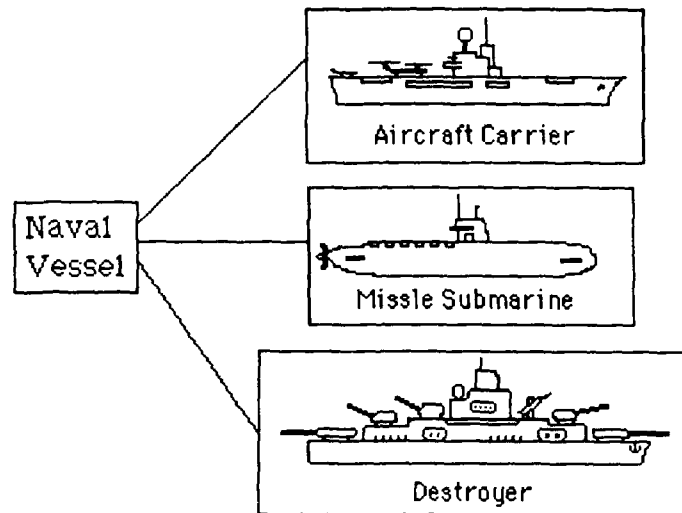 Aircraft Carrier
Naval
Vessel
Missle Submarine
Destroyer